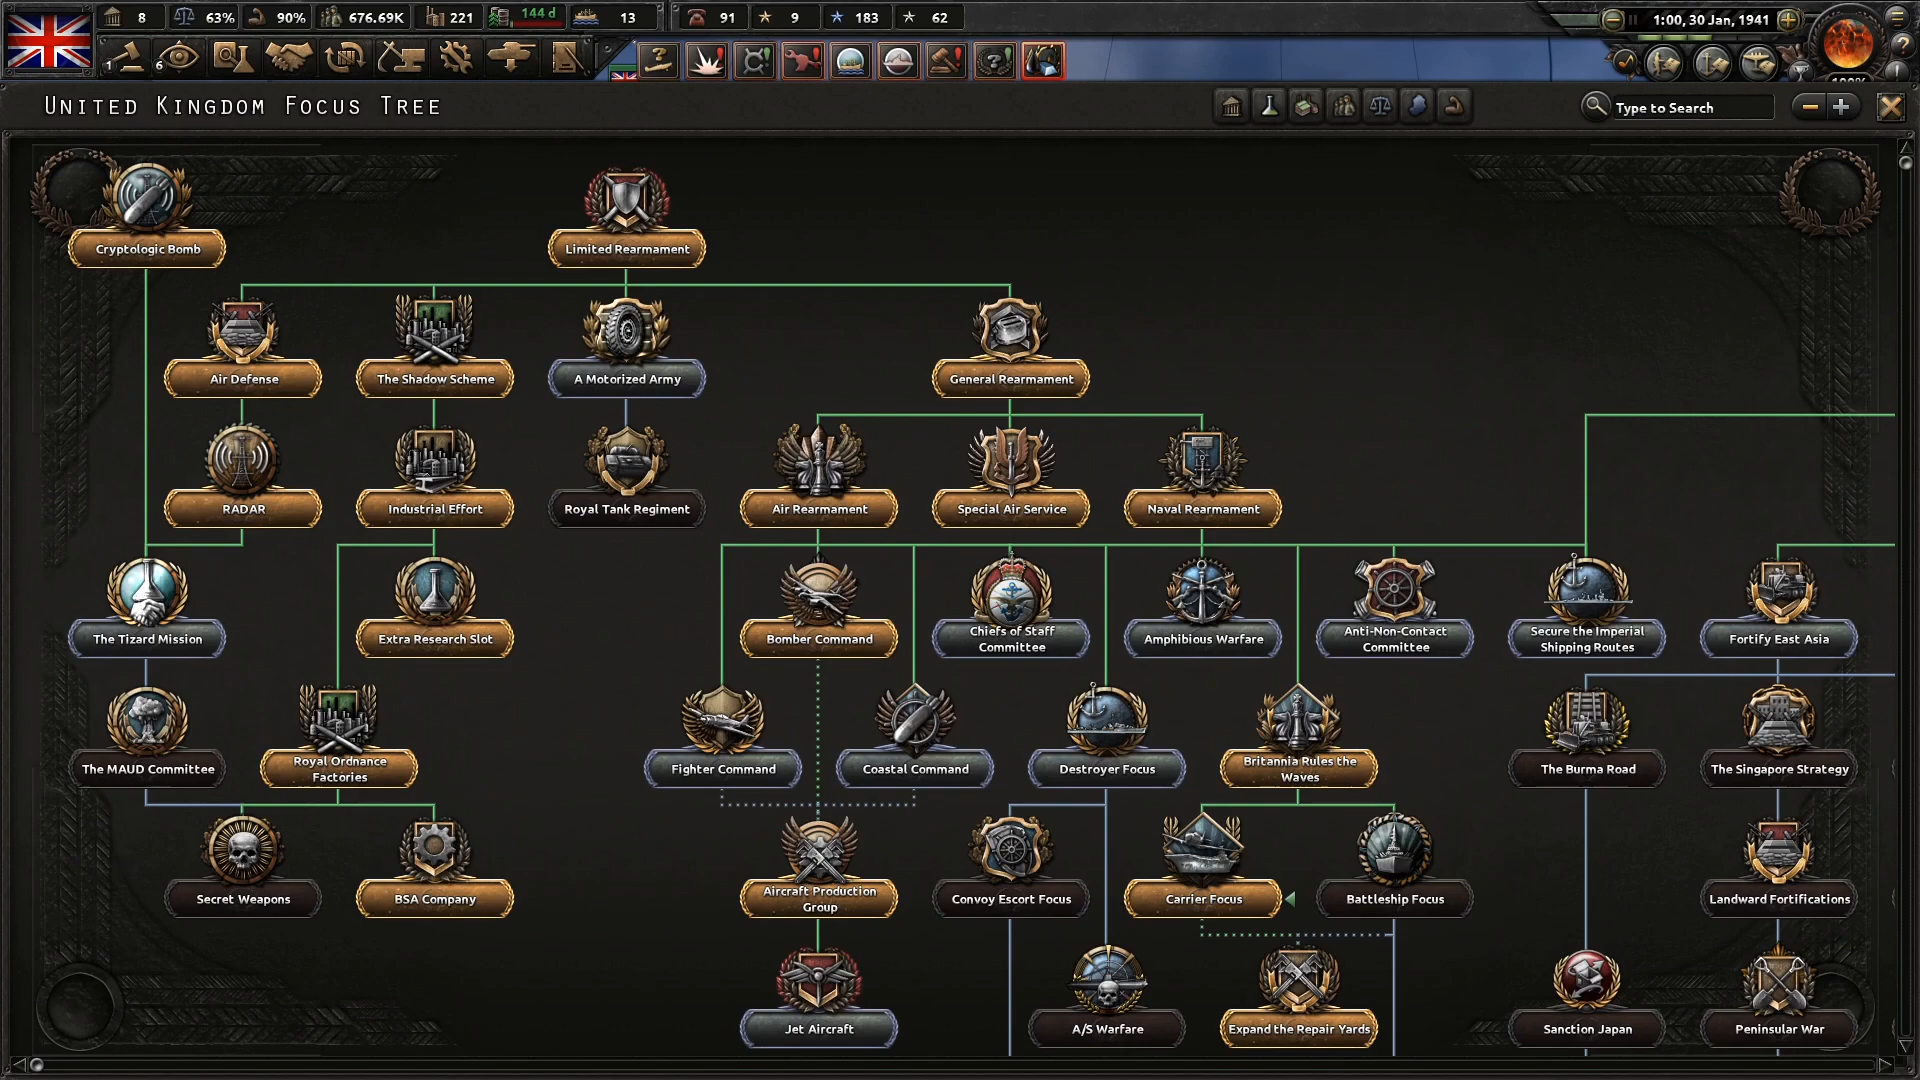 8
63%
90%
676.69K
221
144 d
13
91
9
183
62
1:00, 30 Jan, 1941
1
6
United Kingdom Focus Tree
Type to Search
Cryptologic Bomb
Limited Rearmament
Air Defense
The Shadow Scheme
A Motorized Army
General Rearmament
RADAR
Industrial Effort
Royal Tank Regiment
Air Rearmament
Special Air Service
Naval Rearmament
The Tizard Mission
Extra Research Slot
Bomber Command
Chiefs of Staff
Committee
Amphibious Warfare
Anti-Non-Contact
Committee
Secure the Imperial
Shipping Routes
Fortify East Asia
The MAUD Committee
Royal Ordnance
Factories
Fighter Command
Coastal Command
Destroyer Focus
Britannia Rules the
Waves
The Burma Road
The Singapore Strategy
Secret Weapons
BSA Company
Aircraft Production
Group
Convoy Escort Focus
Carrier Focus
Battleship Focus
Landward Fortifications
Jet Aircraft
A/S Warfare
Expand the Repair Yards
Sanction Japan
Peninsular War